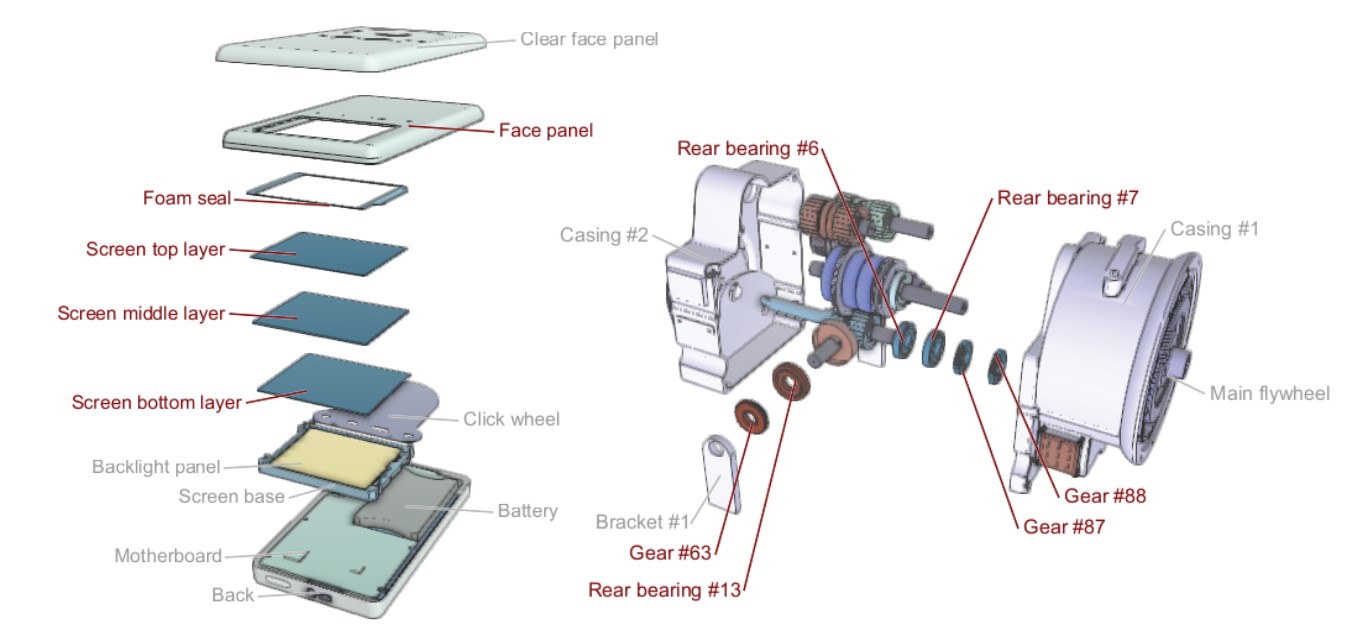 Clear face panel
Face panel
Foam seal
Screen top layer
Screen middle layer
Screen bottom layer
Click wheel
Backlight panel
Screen base
Battery
Motherboard
Back
Rear bearing #6
Rear bearing #7
Casing #2
Casing #1
Main flywheel
Gear #88
Bracket #1
Gear #87
Gear #63
Rear bearing #13